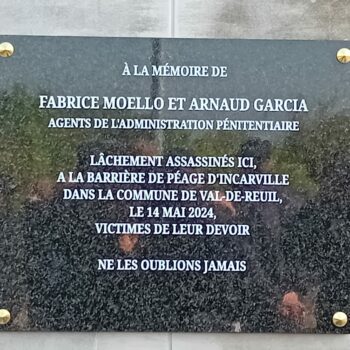 À LA MÉMOIRE DE
FABRICE MOELLO ET ARNAUD GARCIA
AGENTS DE L'ADMINISTRATION PÉNITENTIAIRE
LÂCHEMENT ASSASSINÉS ICI,
A LA BARRIÈRE DE PÉAGE D'INCARVILLE
DANS LA COMMUNE DE VAL-DE-REUIL,
LE 14 MAI 2024,
VICTIMES DE LEUR DEVOIR
NE LES OUBLIONS JAMAIS